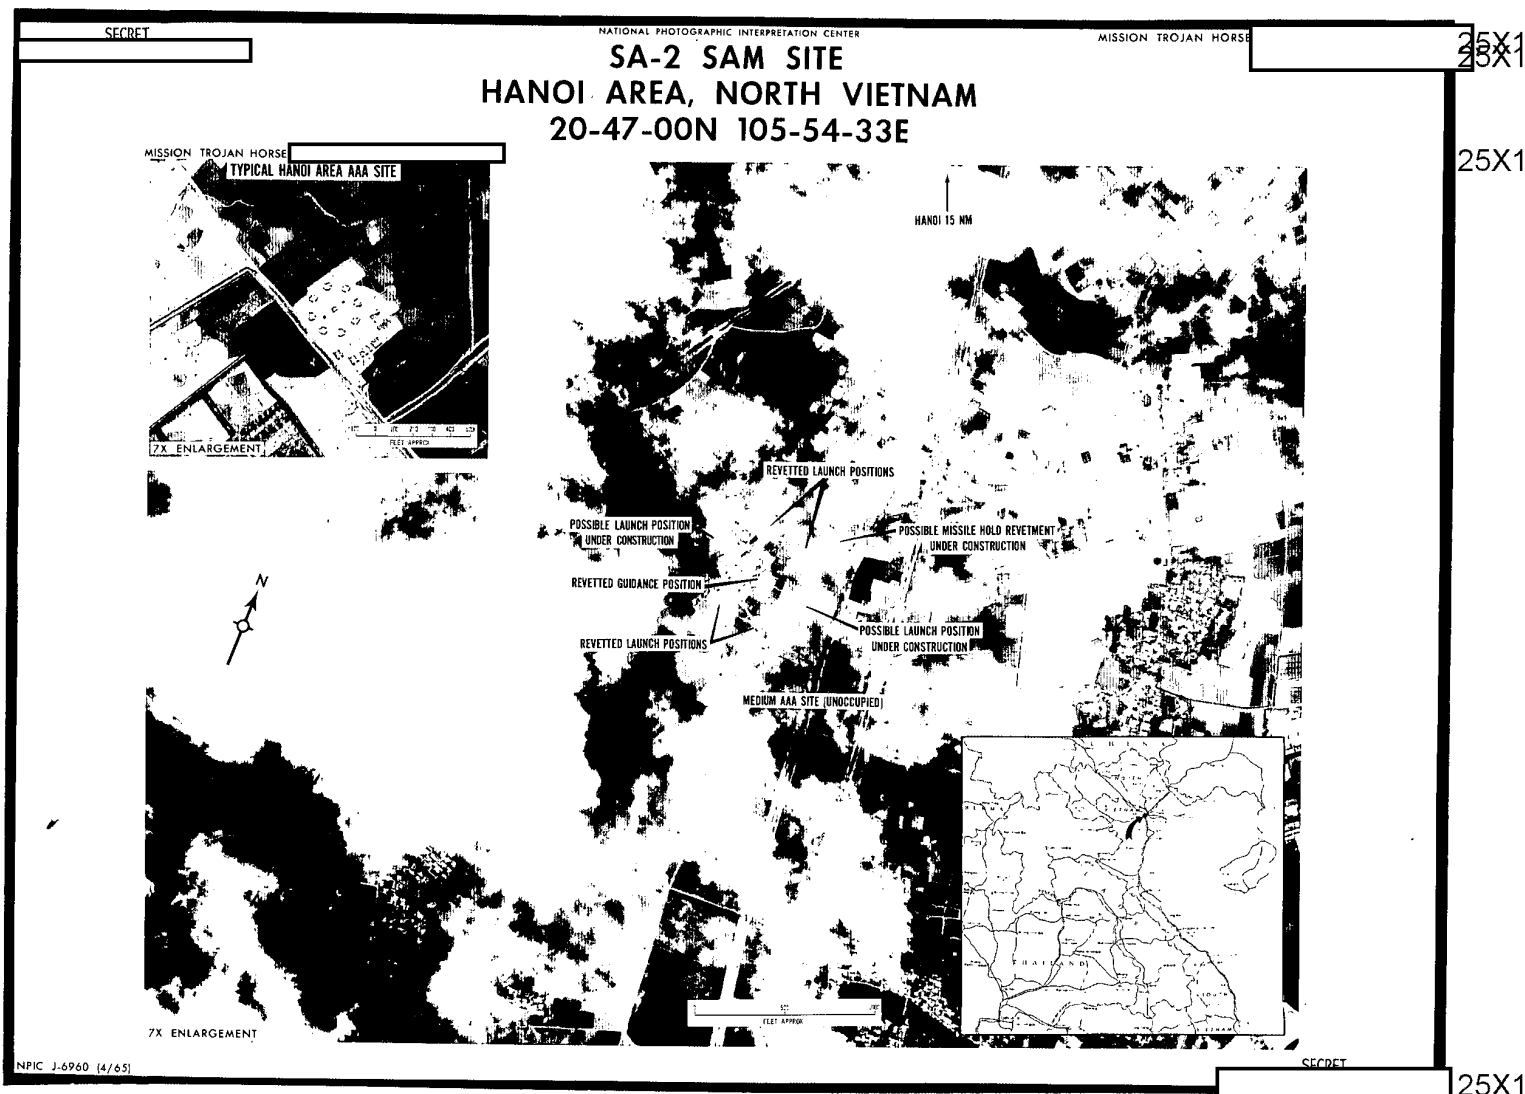 SECRET
NATIONAL PHOTOGRAPHIC INTERPRETATION CENTER
MISSION TROJAN HORSE
25X1
25X1
SA-2 SAM SITE
HANOI AREA, NORTH VIETNAM
20-47-00N 105-54-33E
MISSION TROJAN HORSE
25X1
TYPICAL HANOI AREA AAA SITE
HANOI 15 NM
FEET APPROX
7X ENLARGEMENT
REVETTED LAUNCH POSITIONS
POSSIBLE LAUNCH POSITION
UNDER CONSTRUCTION
POSSIBLE MISSILE HOLD REVETMENT
UNDER CONSTRUCTION
REVETTED GUIDANCE POSITION
N
POSSIBLE LAUNCH POSITION
UNDER CONSTRUCTION
REVETTED LAUNCH POSITIONS
MEDIUM AAA SITE (UNOCCUPIED)
THAILAND
FEET APPROX
7X ENLARGEMENT
NPIC J-6960 (4/65)
SECRET
25X1